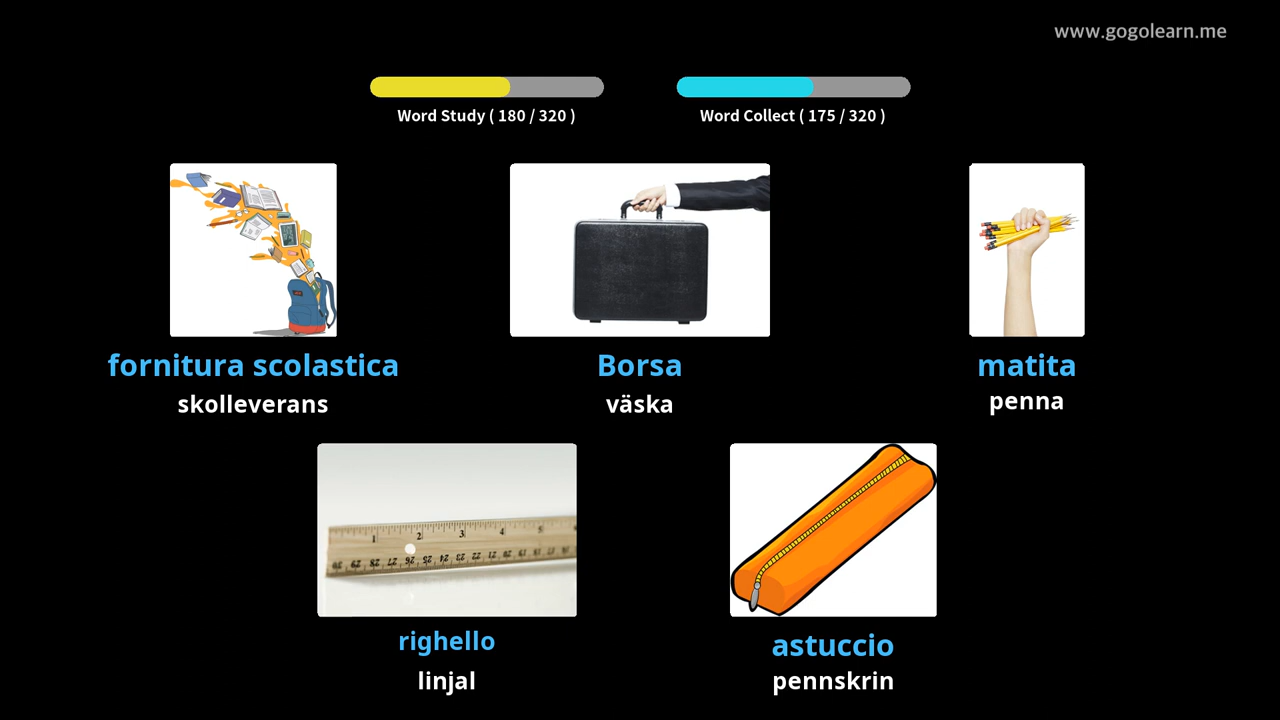 www.gogolearn.me
Word Study ( 180 / 320 )
Word Collect ( 175 / 320 )
fornitura scolastica
skolleverans
Borsa
väska
matita
penna
righello
linjal
astuccio
pennskrin